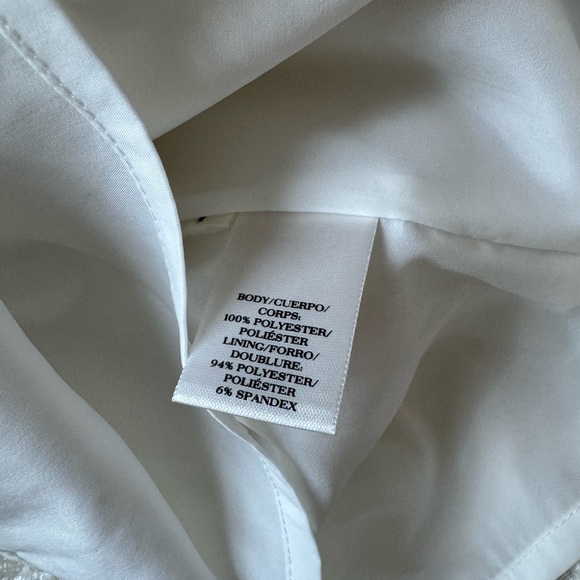 BODY/CUERPO/
CORPS:
100% POLYESTER/
POLIÉSTER
LINING/FORRO/
DOUBLURE:
94% POLYESTER/
POLIÉSTER
6% SPANDEX